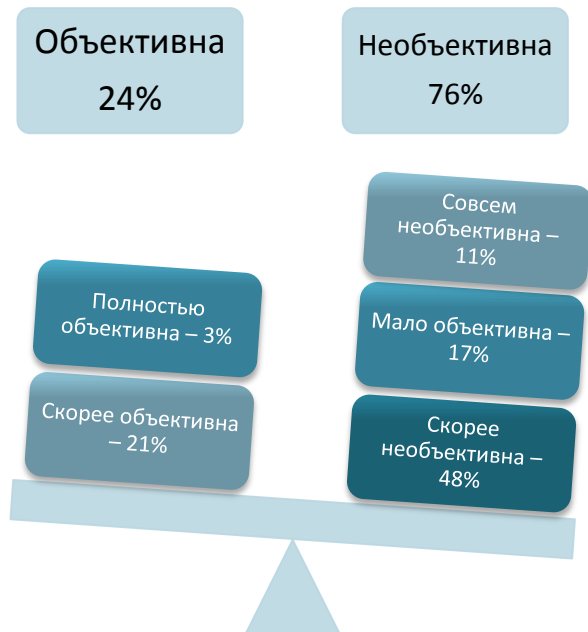 Объективна
24%
Необъективна
76%
Полностью
объективна – 3%
Скорее объективна
– 21%
Совсем
необъективна –
11%
Мало объективна –
17%
Скорее
необъективна –
48%